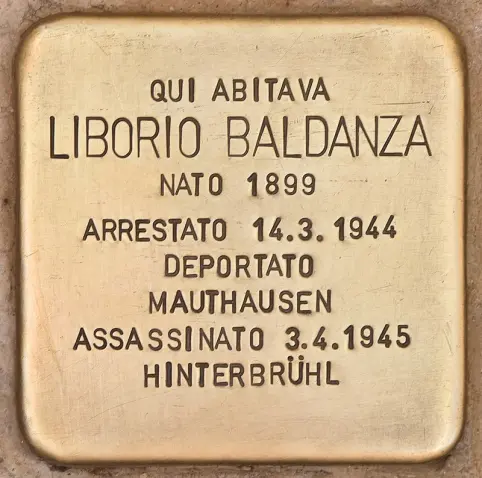 QUI ABITAVA
LIBORIO BALDANZA
NATO 1899
ARRESTATO 14.3.1944
DEPORTATO
MAUTHAUSEN
ASSASSINATO 3.4.1945
HINTERBRÜHL